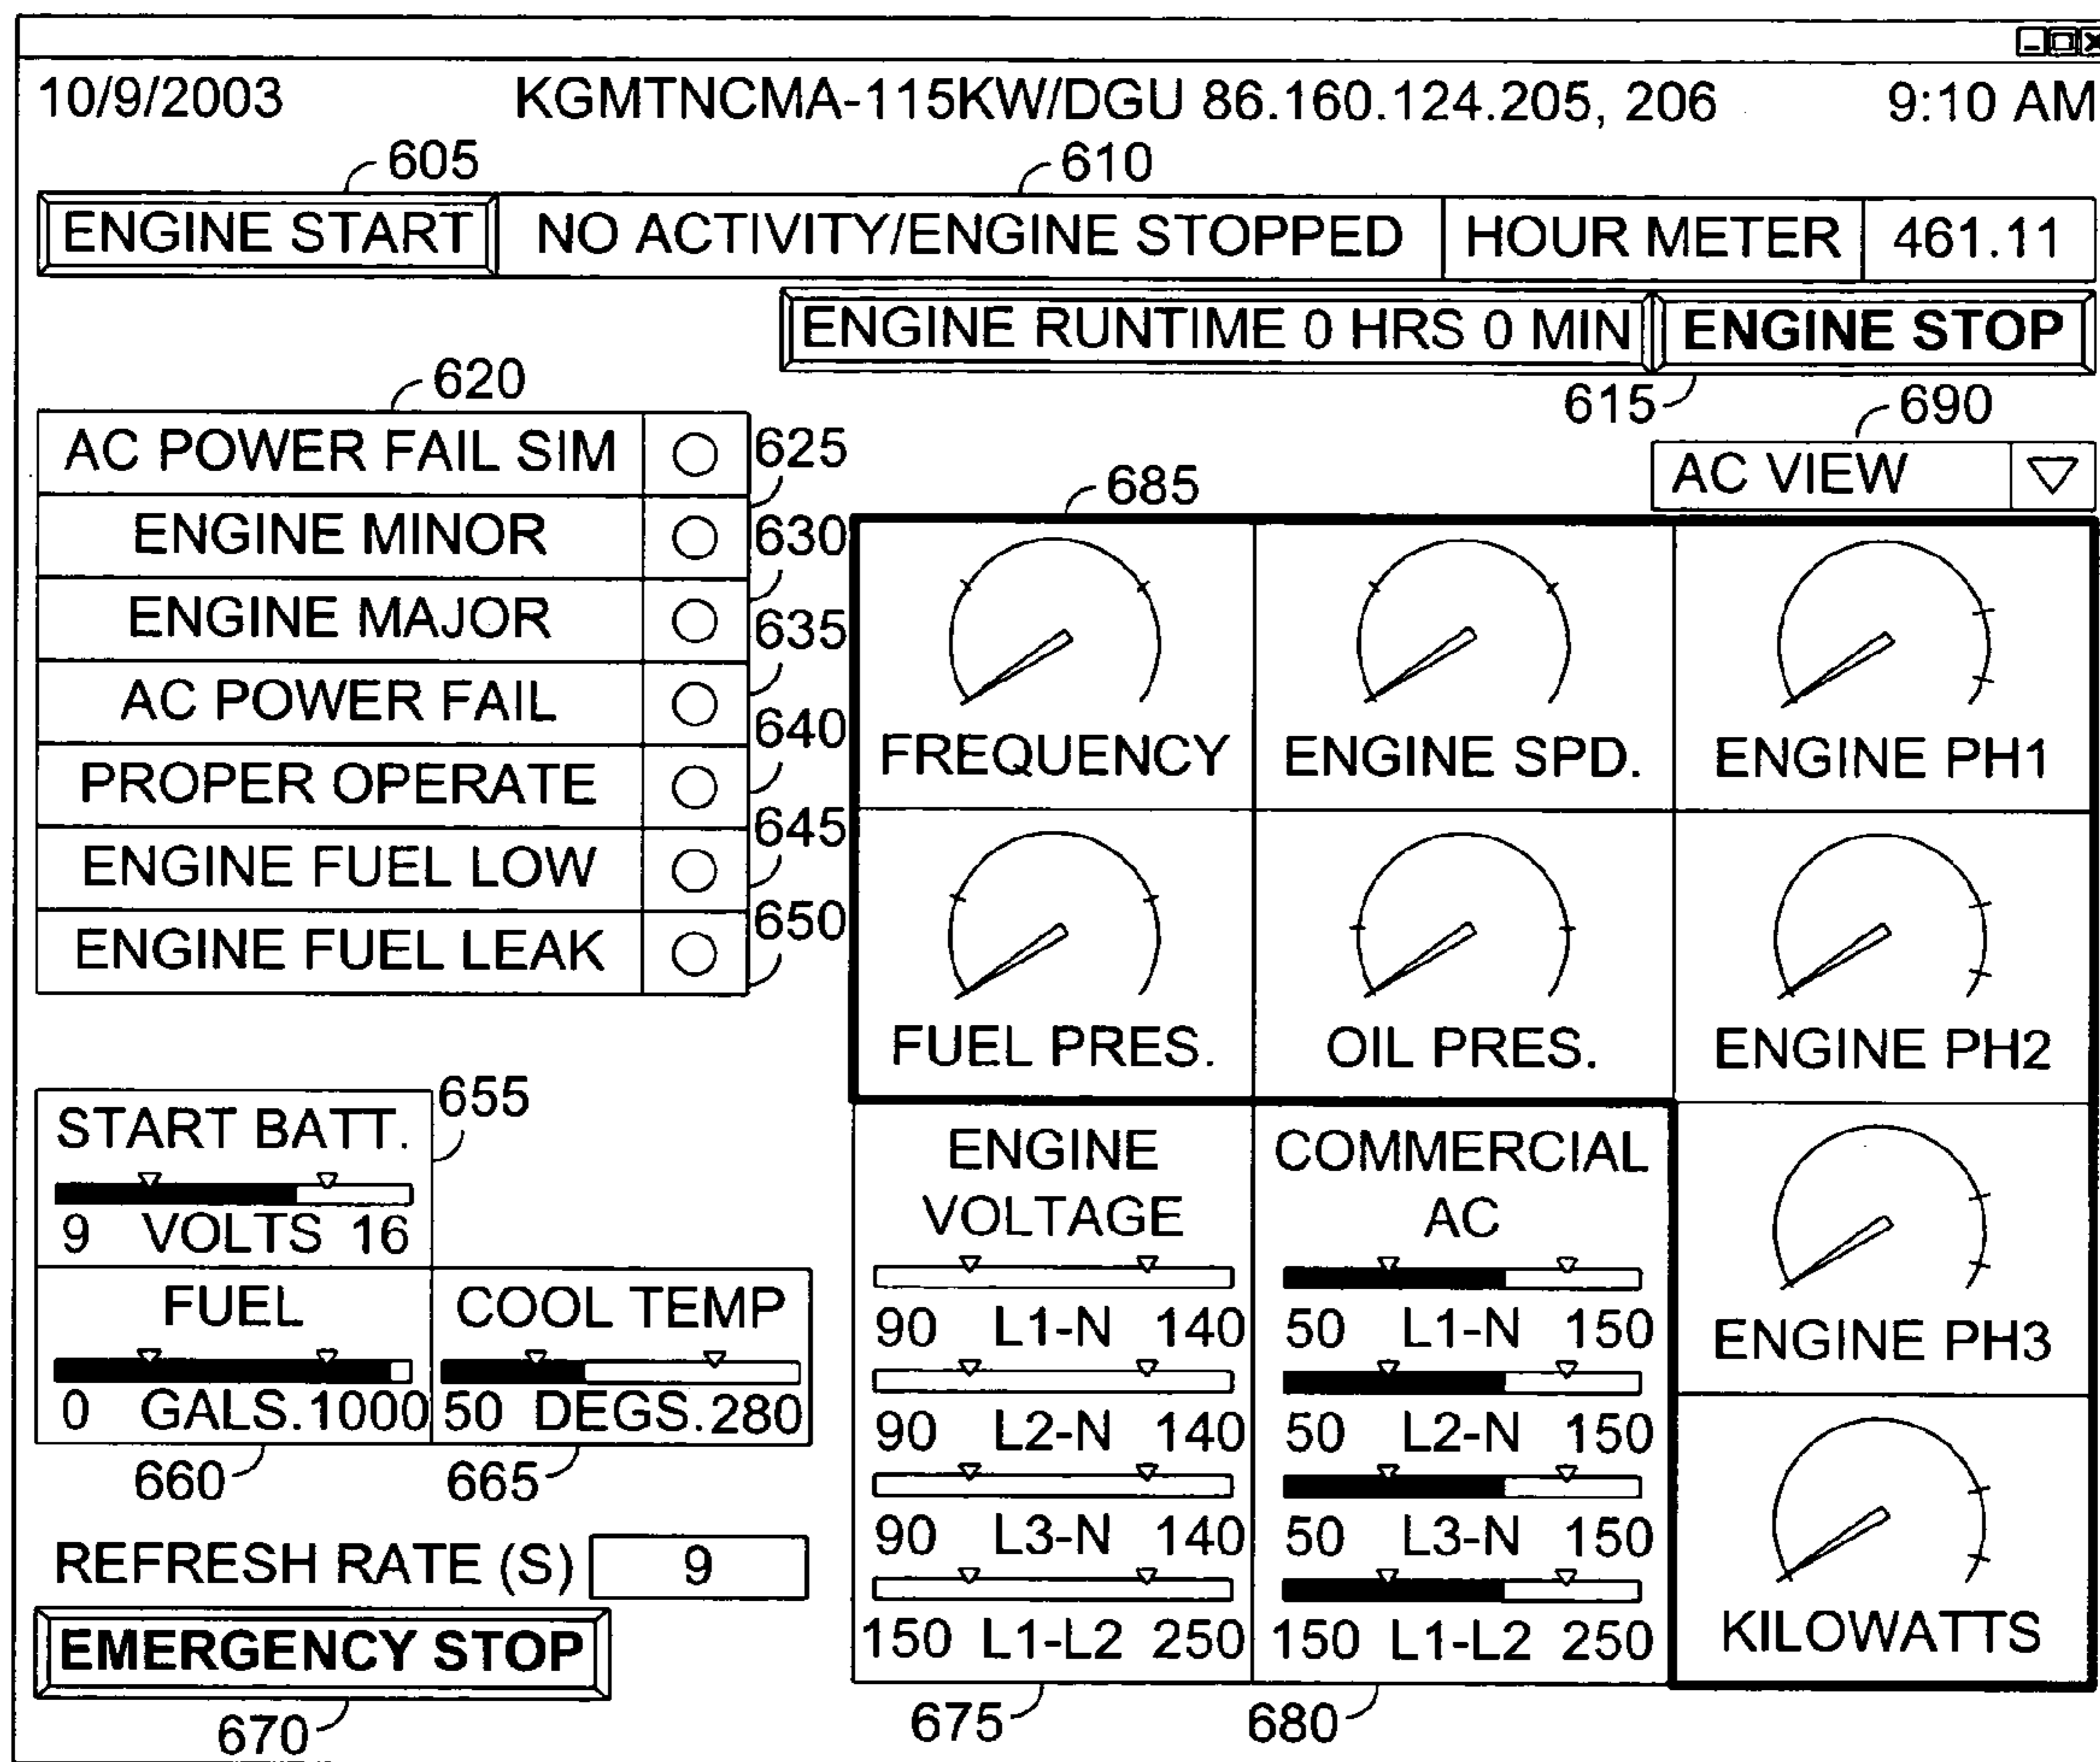 10/9/2003 KGMTNCMA-115KW/DGU 86.160.124.205, 206 9:10 AM
605 610
ENGINE START NO ACTIVITY/ENGINE STOPPED HOUR METER 461.11
ENGINE RUNTIME 0 HRS 0 MIN ENGINE STOP
615 690
AC VIEW
620
AC POWER FAIL SIM 625
ENGINE MINOR 630
ENGINE MAJOR 635
AC POWER FAIL 640
PROPER OPERATE 645
ENGINE FUEL LOW 650
ENGINE FUEL LEAK
685
FREQUENCY ENGINE SPD. ENGINE PH1
FUEL PRES. OIL PRES. ENGINE PH2
ENGINE PH3
KILOWATTS
START BATT. 655
9 VOLTS 16
FUEL COOL TEMP
0 GALS. 1000 50 DEGS. 280
660 665
REFRESH RATE (S) 9
EMERGENCY STOP
670
ENGINE
VOLTAGE
90 L1-N 140
90 L2-N 140
90 L3-N 140
150 L1-L2 250
675
COMMERCIAL
AC
50 L1-N 150
50 L2-N 150
50 L3-N 150
150 L1-L2 250
680